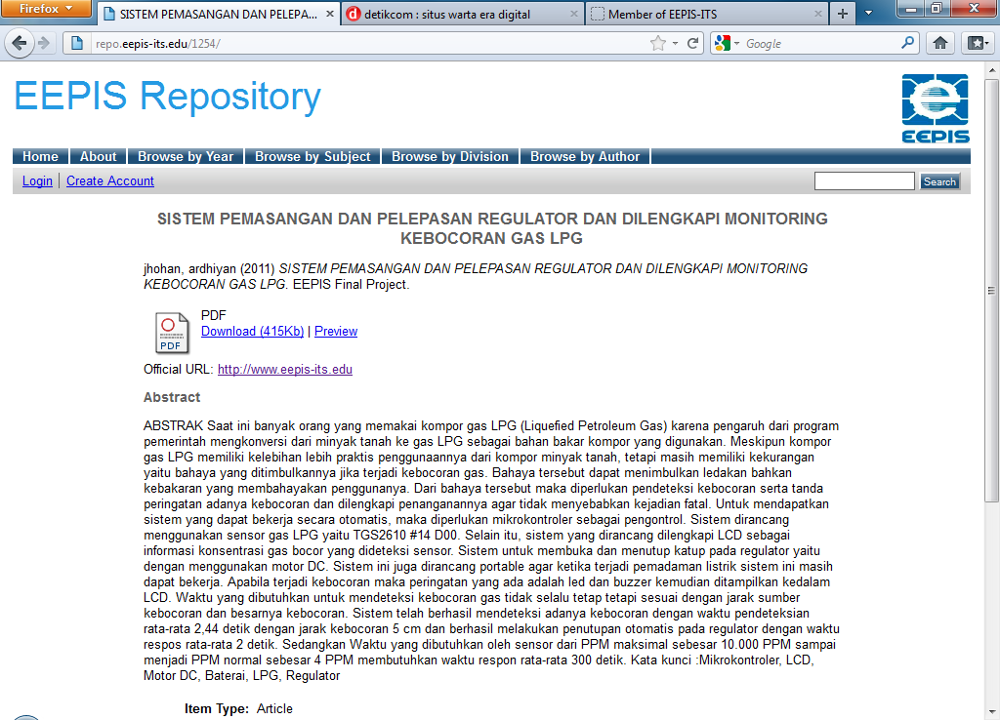 Firefox
SISTEM PEMASANGAN DAN PELEPA...
detikcom : situs warta era digital
Member of EEPIS-ITS
repo.eepis-its.edu/1254/
Google
EEPIS Repository
EEPIS
Home
About
Browse by Year
Browse by Subject
Browse by Division
Browse by Author
Login
Create Account
Search
SISTEM PEMASANGAN DAN PELEPASAN REGULATOR DAN DILENGKAPI MONITORING
KEBOCORAN GAS LPG
jhohan, ardhiyan (2011) SISTEM PEMASANGAN DAN PELEPASAN REGULATOR DAN DILENGKAPI MONITORING
KEBOCORAN GAS LPG. EEPIS Final Project.
PDF
PDF
Download (415Kb) | Preview
Official URL: http://www.eepis-its.edu
Abstract
ABSTRAK Saat ini banyak orang yang memakai kompor gas LPG (Liquefied Petroleum Gas) karena pengaruh dari program
pemerintah mengkonversi dari minyak tanah ke gas LPG sebagai bahan bakar kompor yang digunakan. Meskipun kompor
gas LPG memiliki kelebihan lebih praktis penggunaannya dari kompor minyak tanah, tetapi masih memiliki kekurangan
yaitu bahaya yang ditimbulkannya jika terjadi kebocoran gas. Bahaya tersebut dapat menimbulkan ledakan bahkan
kebakaran yang membahayakan penggunanya. Dari bahaya tersebut maka diperlukan pendeteksi kebocoran serta tanda
peringatan adanya kebocoran dan dilengkapi penanganannya agar tidak menyebabkan kejadian fatal. Untuk mendapatkan
sistem yang dapat bekerja secara otomatis, maka diperlukan mikrokontroler sebagai pengontrol. Sistem dirancang
menggunakan sensor gas LPG yaitu TGS2610 #14 D00. Selain itu, sistem yang dirancang dilengkapi LCD sebagai
informasi konsentrasi gas bocor yang dideteksi sensor. Sistem untuk membuka dan menutup katup pada regulator yaitu
dengan menggunakan motor DC. Sistem ini juga dirancang portable agar ketika terjadi pemadaman listrik sistem ini masih
dapat bekerja. Apabila terjadi kebocoran maka peringatan yang ada adalah led dan buzzer kemudian ditampilkan kedalam
LCD. Waktu yang dibutuhkan untuk mendeteksi kebocoran gas tidak selalu tetap tetapi sesuai dengan jarak sumber
kebocoran dan besarnya kebocoran. Sistem telah berhasil mendeteksi adanya kebocoran dengan waktu pendeteksian
rata-rata 2,44 detik dengan jarak kebocoran 5 cm dan berhasil melakukan penutupan otomatis pada regulator dengan waktu
respos rata-rata 2 detik. Sedangkan Waktu yang dibutuhkan oleh sensor dari PPM maksimal sebesar 10.000 PPM sampai
menjadi PPM normal sebesar 4 PPM membutuhkan waktu respon rata-rata 300 detik. Kata kunci :Mikrokontroler, LCD,
Motor DC, Baterai, LPG, Regulator
Item Type: Article